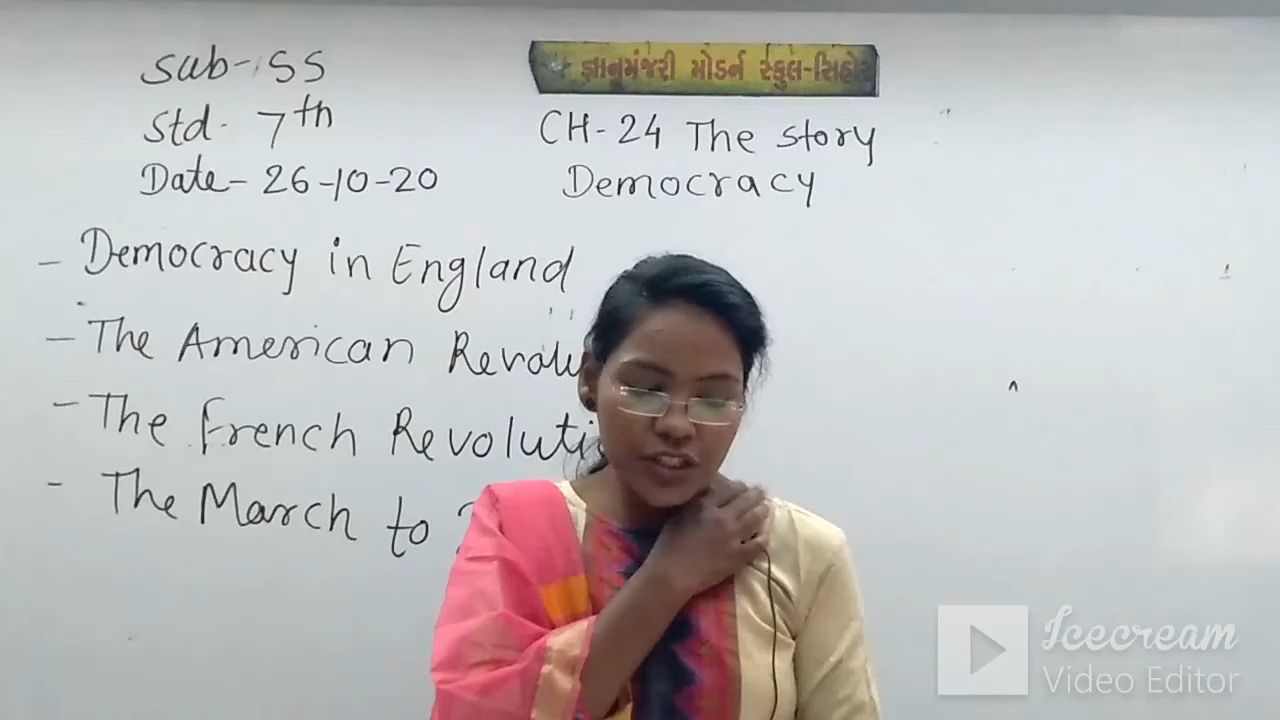 Sub- SS
Std. 7th
Date- 26-10-20
જ્ઞાનમંજરી મોડર્ન સ્કુલ-સિહોર
CH-24 The Story
Democracy
- Democracy in England
- The American Revolu
- The French Revoluti
- The March to
Icecream
Video Editor